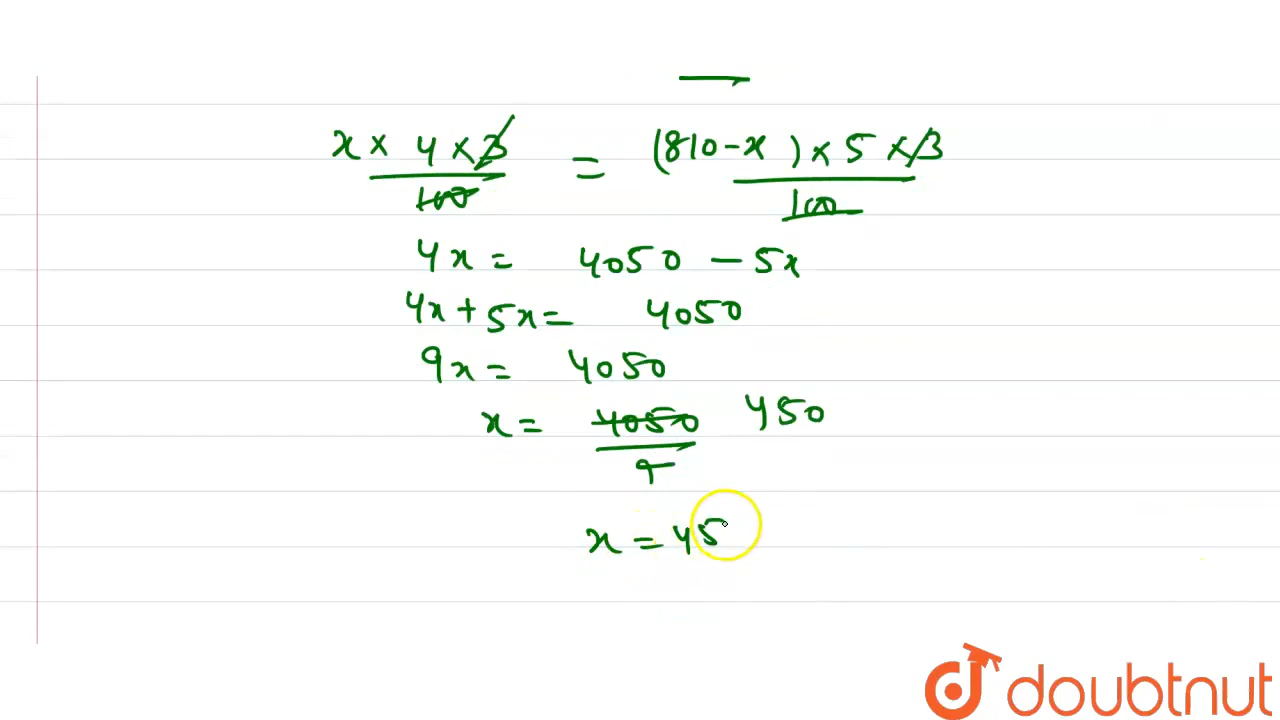 x × 4 × 3 = (810 - x ) × 5 × 3
100 100
4x = 4050 - 5x
4x + 5x = 4050
9x = 4050
x = 4050 450
9
x = 45
doubtnut